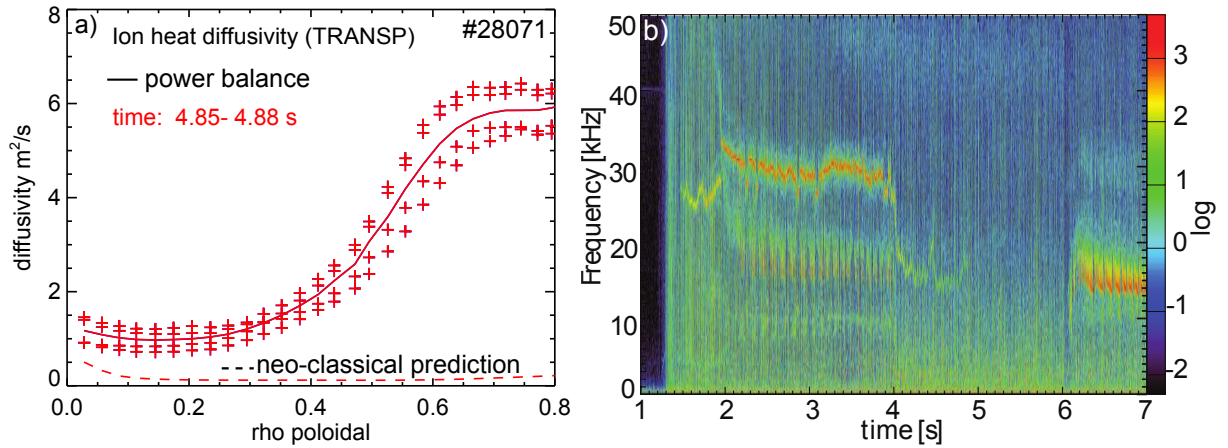 a) Ion heat diffusivity (TRANSP) #28071
— power balance
time: 4.85- 4.88 s
--- neo-classical prediction
diffusivity m²/s
8
6
4
2
0
0.0 0.2 0.4 0.6 0.8
rho poloidal
b)
Frequency [kHz]
50
40
30
20
10
0
1 2 3 4 5 6 7
time [s]
3
2
1
0
-1
-2
log